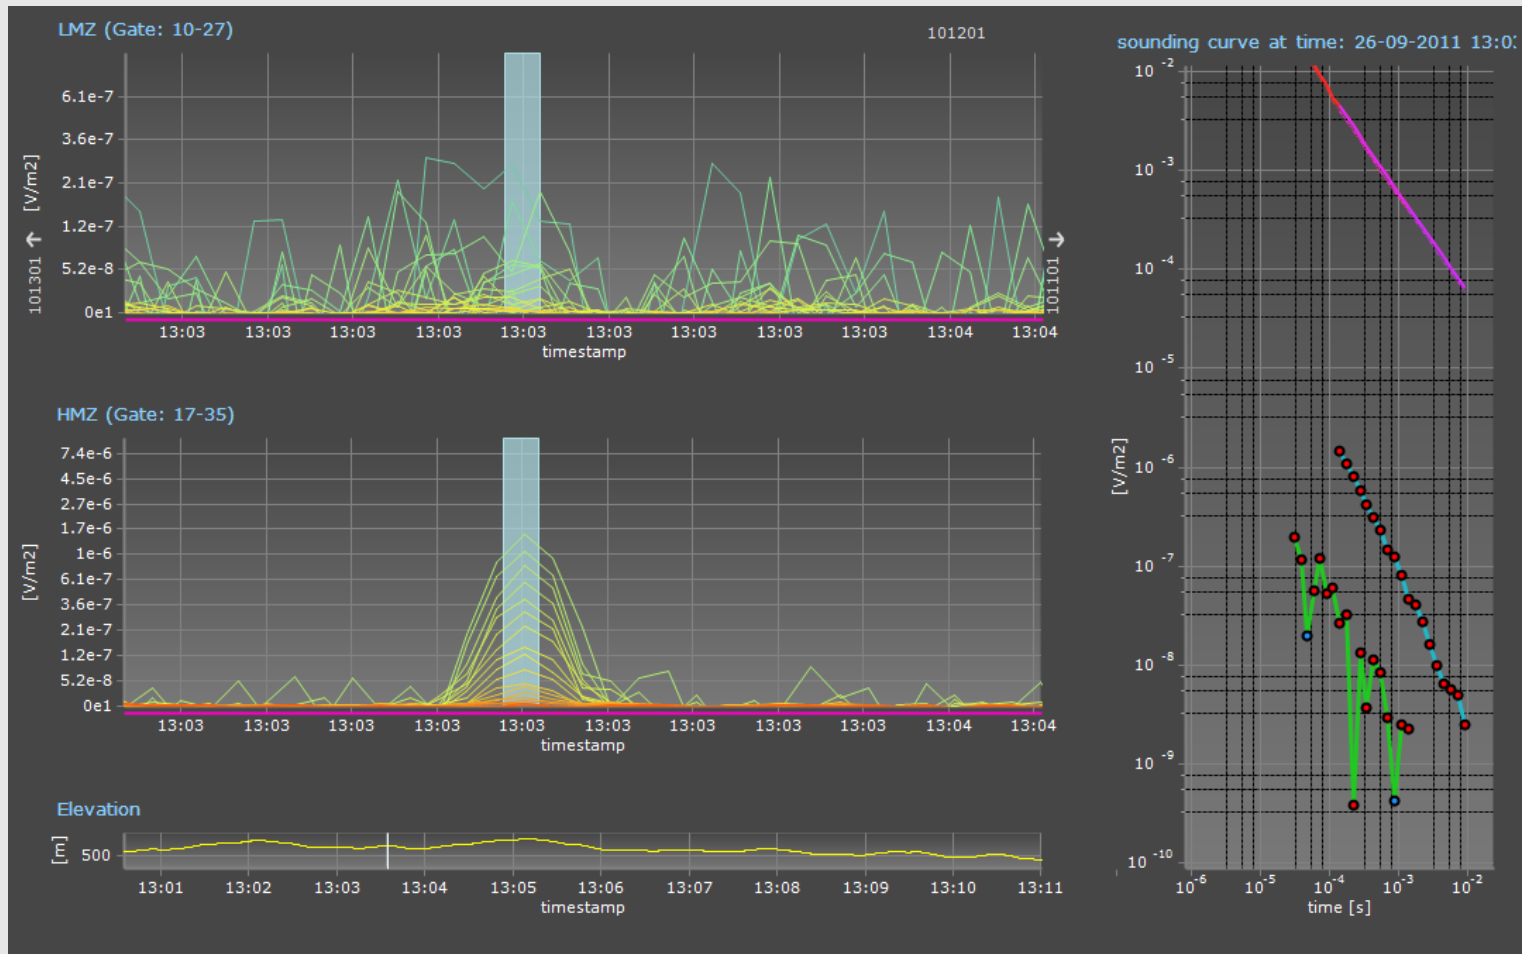 LMZ (Gate: 10-27)
101201
6.1e-7
3.6e-7
2.1e-7
1.2e-7
5.2e-8
0e1
[V/m2]
101301 ←
101101 →
13:03 13:03 13:03 13:03 13:03 13:03 13:03 13:03 13:03 13:04 13:04
timestamp
HMZ (Gate: 17-35)
7.4e-6
4.5e-6
2.7e-6
1.7e-6
1e-6
6.1e-7
3.6e-7
2.1e-7
1.2e-7
5.2e-8
0e1
[V/m2]
13:03 13:03 13:03 13:03 13:03 13:03 13:03 13:03 13:03 13:04 13:04
timestamp
Elevation
[m]
500
13:01 13:02 13:03 13:04 13:05 13:06 13:07 13:08 13:09 13:10 13:11
timestamp
sounding curve at time: 26-09-2011 13:0
10 -2
10 -3
10 -4
10 -5
10 -6
10 -7
10 -8
10 -9
10 -10
[V/m2]
10-6 10-5 10-4 10-3 10-2
time [s]